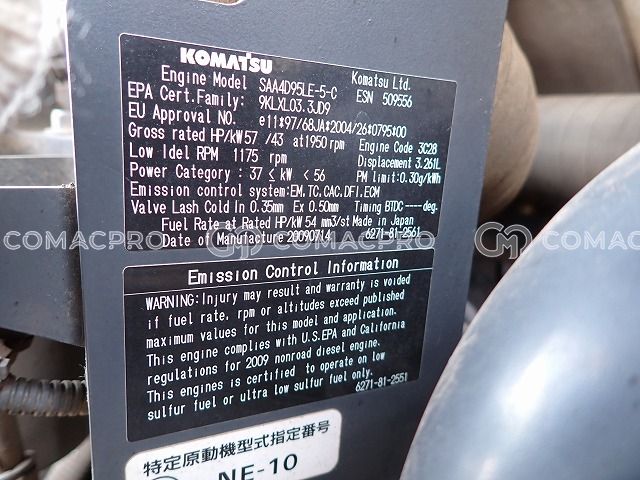 KOMATSU
Komatsu Ltd.
Engine Model SAA4D95LE-5-C
ESN 509556
EPA Cert.Family: 9KLXL03.3JD9
EU Approval NO. e11*97/68JA*2004/26*0795*00
Gross rated HP/kW 57 /43 at 1950 rpm
Engine Code 3C28
Low Idel RPM 1175 rpm
Displacement 3.261L
Power Category : 37 ≤ kW < 56
PM limit:0.30g/kWh
Emission control system:EM,TC,CAC,DFI,ECM
Valve Lash Cold In 0.35mm Ex 0.50mm Timing BTDC ----deg.
Fuel Rate at Rated HP/kW 54 mm3/st Made in Japan
Date of Manufacture 20090714
6271-81-2561
Emission Control Information
WARNING:Injury may result and warranty is voided
if fuel rate, rpm or altitudes exceed published
maximum values for this model and application.
This engine complies with U.S.EPA and California
regulations for 2009 nonroad diesel engine.
This engines is certified to operate on low
sulfur fuel or ultra low sulfur fuel only.
6271-81-2551
特定原動機型式指定番号
NE-10
COMACPRO
COMACPRO
COMACPRO